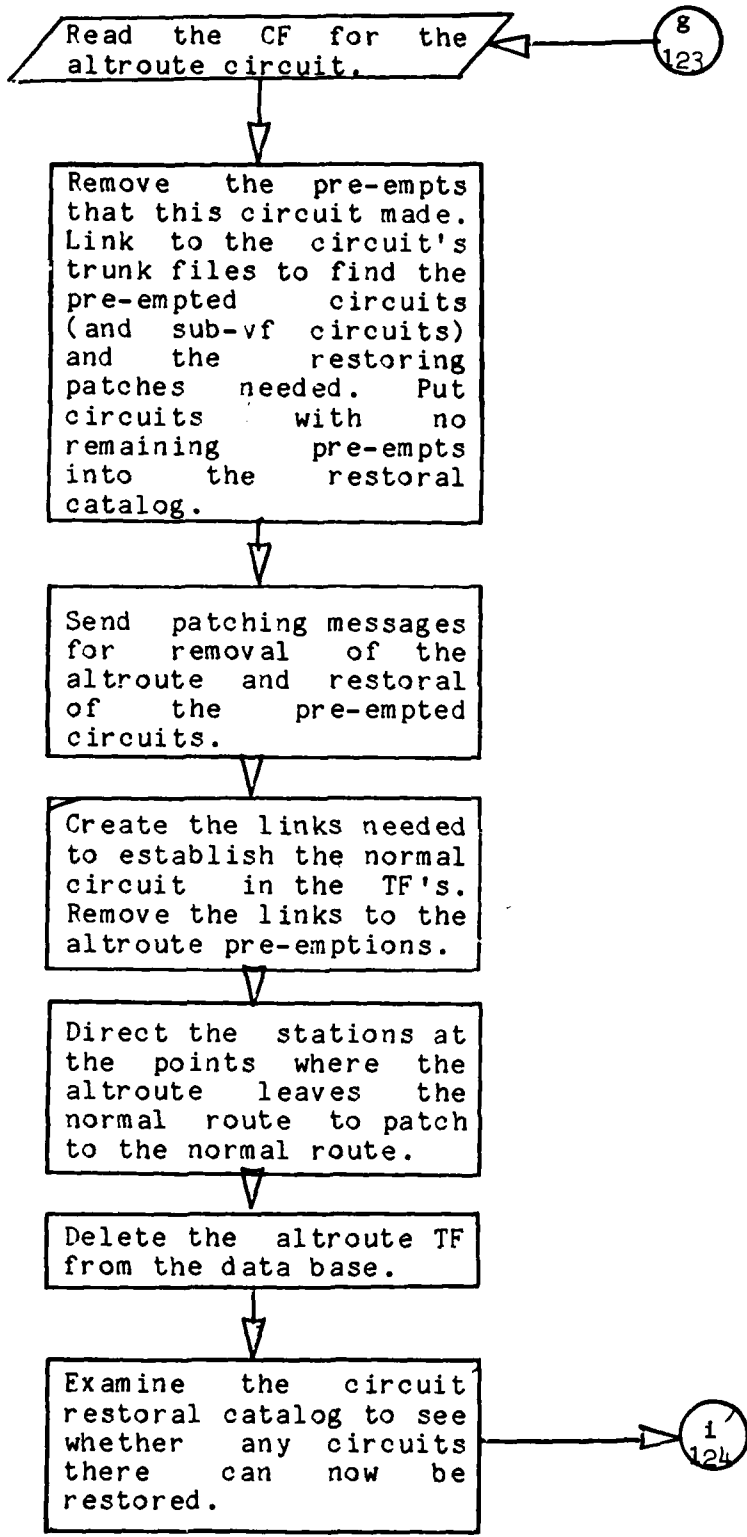 Read the CF for the
altroute circuit.
g
123
Remove the pre-empts
that this circuit made.
Link to the circuit's
trunk files to find the
pre-empted circuits
(and sub-vf circuits)
and the restoring
patches needed. Put
circuits with no
remaining pre-empts
into the restoral
catalog.
Send patching messages
for removal of the
altroute and restoral
of the pre-empted
circuits.
Create the links needed
to establish the normal
circuit in the TF's.
Remove the links to the
altroute pre-emptions.
Direct the stations at
the points where the
altroute leaves the
normal route to patch
to the normal route.
Delete the altroute TF
from the data base.
Examine the circuit
restoral catalog to see
whether any circuits
there can now be
restored.
i
124